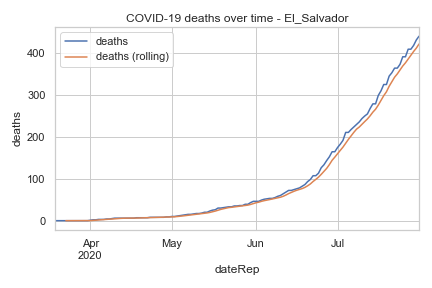 COVID-19 deaths over time - El_Salvador
deaths
deaths (rolling)
400
300
200
100
0
deaths
Apr
2020
May
Jun
Jul
dateRep